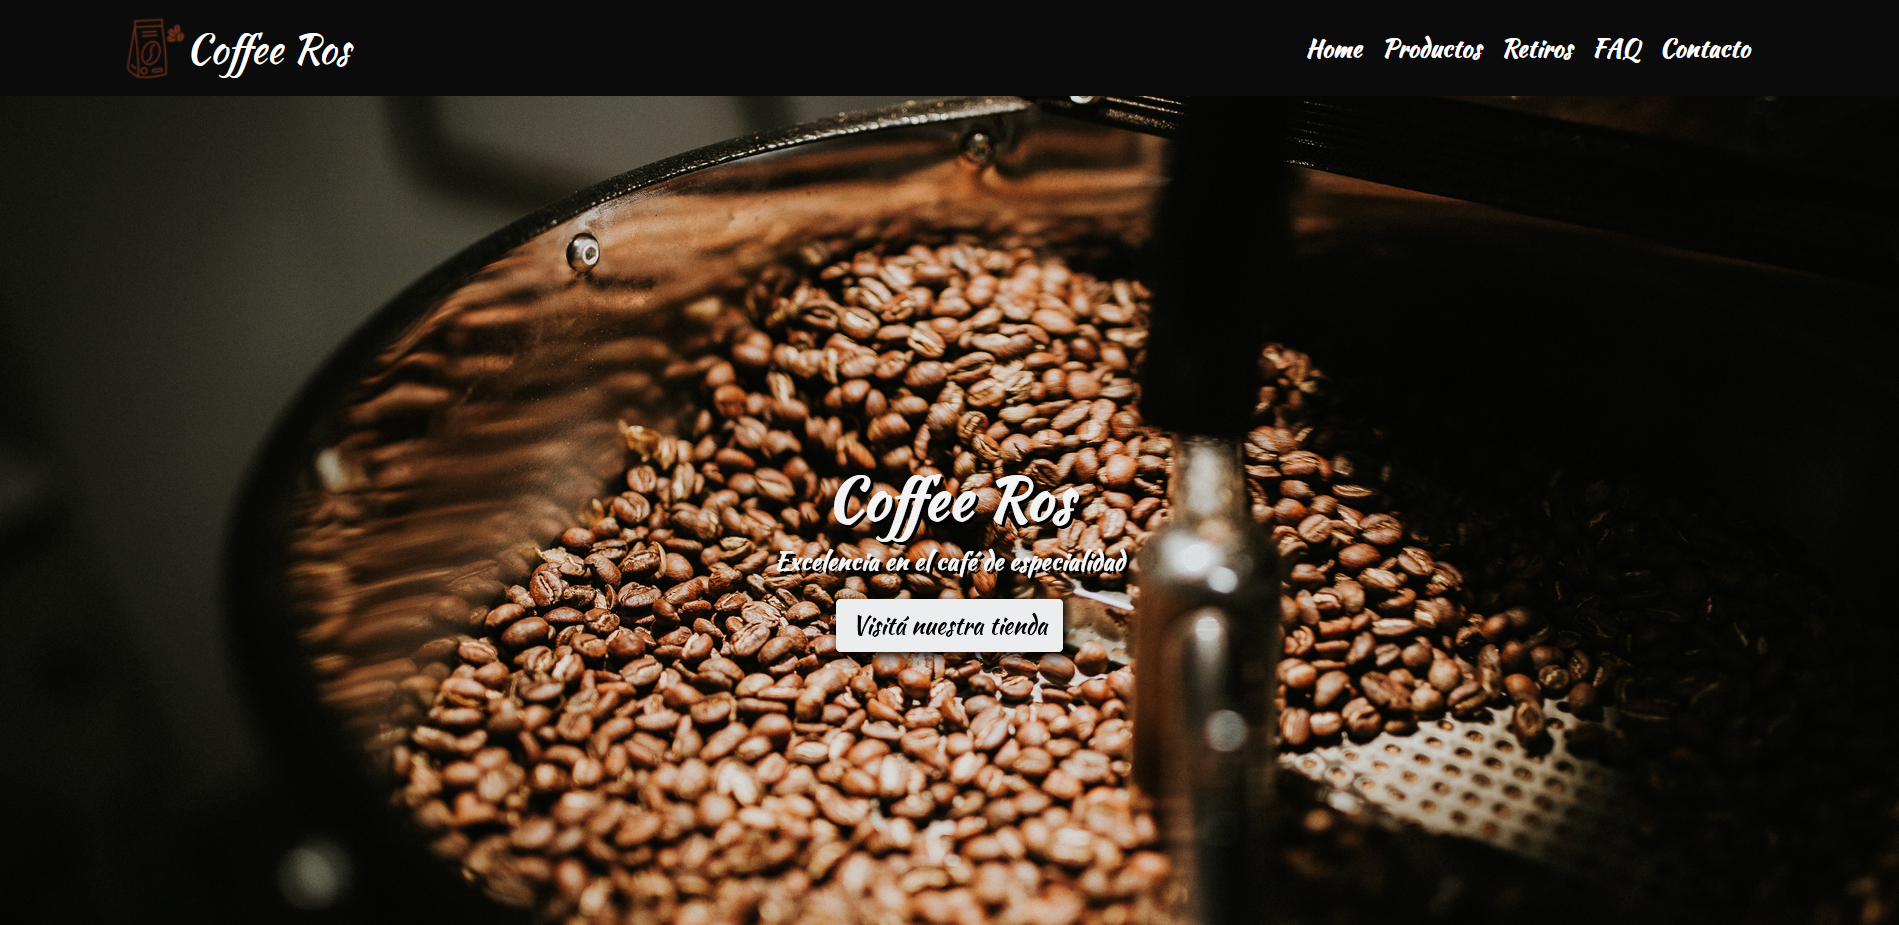 Coffee Ros
Home Productos Retiros FAQ Contacto
Coffee Ros
Excelencia en el café de especialidad
Visitá nuestra tienda